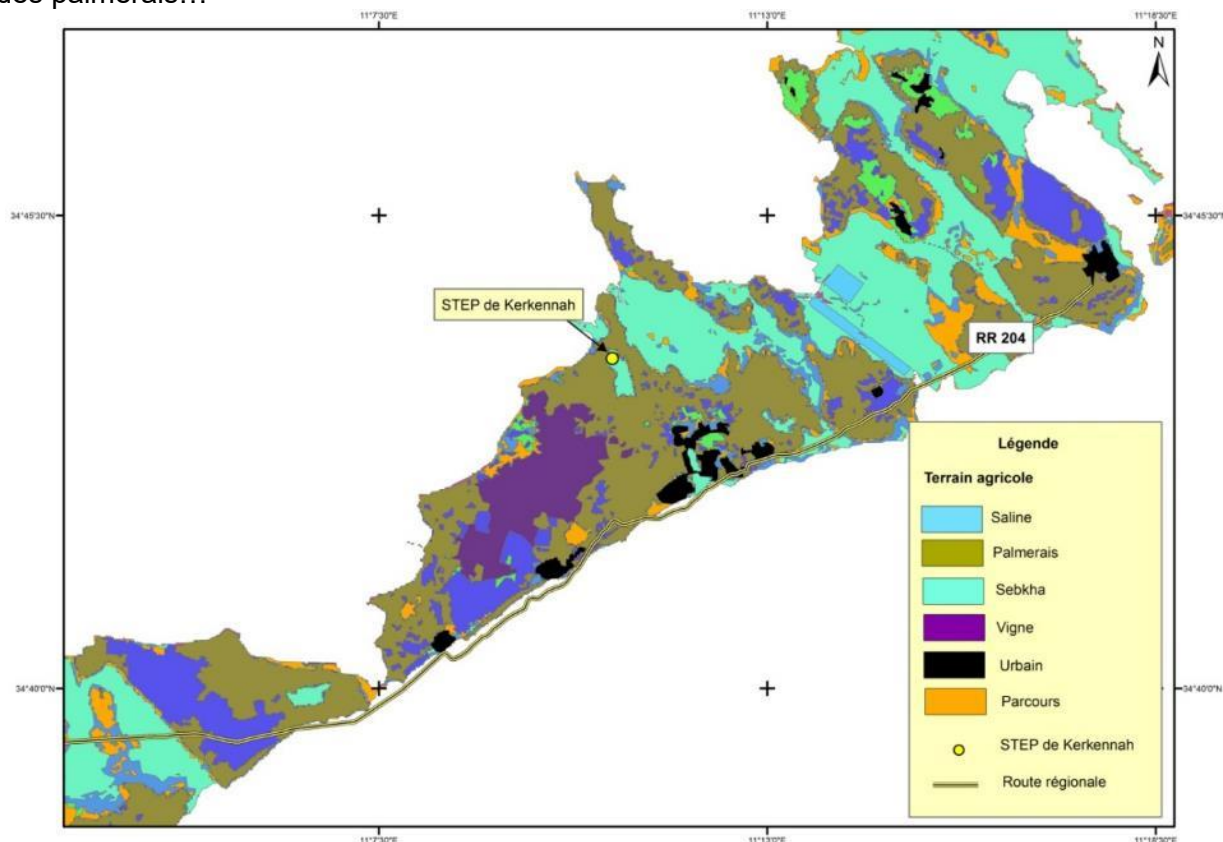 des palmerais...
11°7'30"E
11°13'0"E
11°16'30"E
N
34°45'30"N
34°45'30"N
STEP de Kerkennah
RR 204
Légende
Terrain agricole
Saline
Palmerais
Sebkha
Vigne
Urbain
Parcours
STEP de Kerkennah
Route régionale
34°40'0"N
34°40'0"N
11°7'30"E
11°13'0"E
11°16'30"E